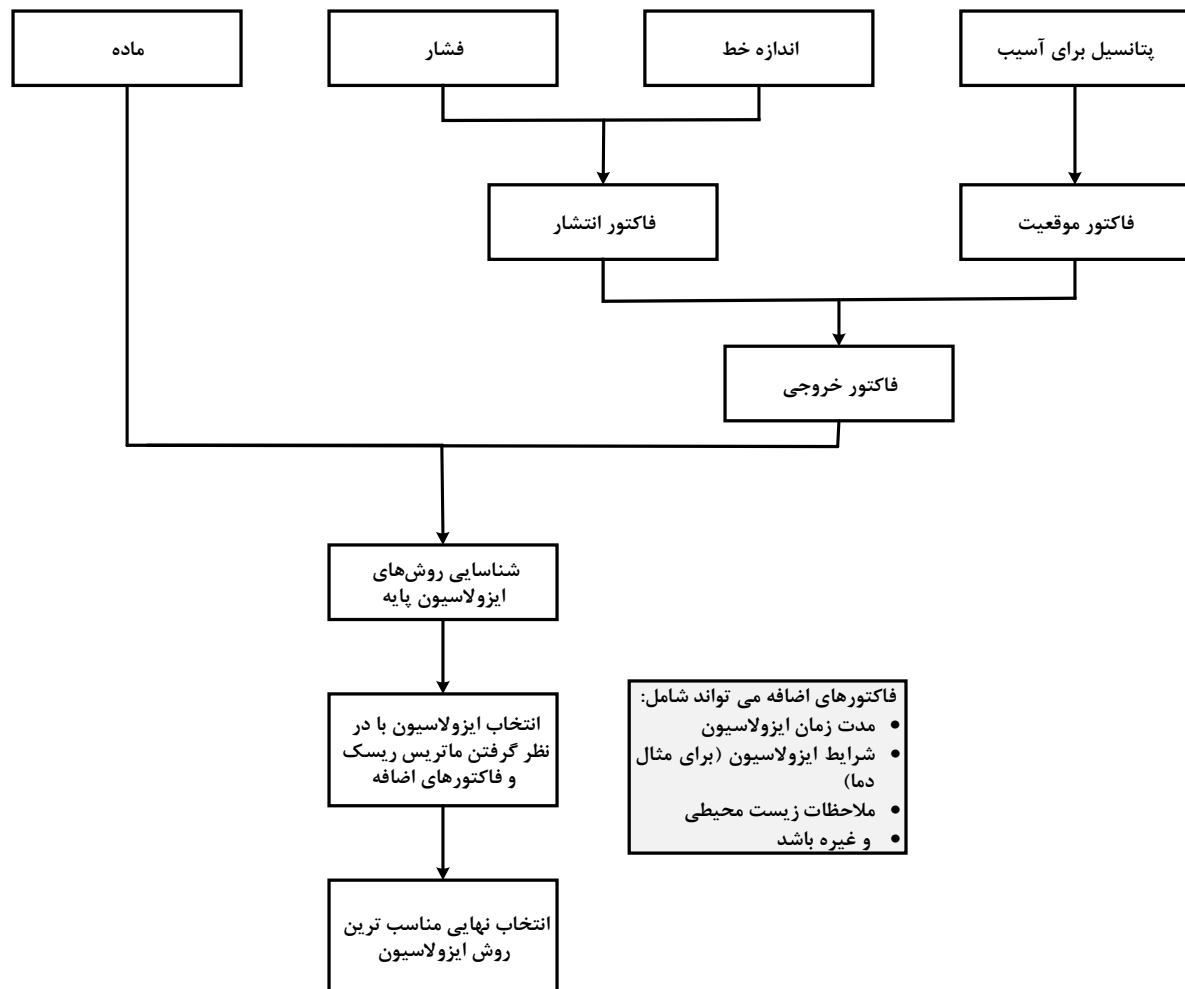 پتانسیل برای آسیب
اندازه خط
فشار
ماده
فاکتور موقعیت
فاکتور انتشار
فاکتور خروجی
شناسایی روش‌های
ایزولاسیون پایه
انتخاب ایزولاسیون با در
نظر گرفتن ماتریس ریسک
و فاکتورهای اضافه
فاکتورهای اضافه می تواند شامل:
• مدت زمان ایزولاسیون
• شرایط ایزولاسیون (برای مثال
دما)
• ملاحظات زیست محیطی
• و غیره باشد
انتخاب نهایی مناسب ترین
روش ایزولاسیون